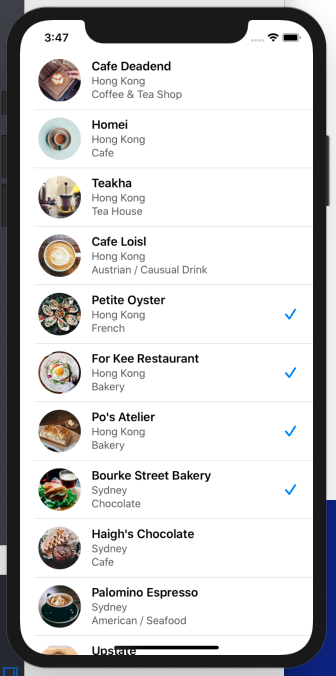 3:47
Cafe Deadend
Hong Kong
Coffee & Tea Shop
Homei
Hong Kong
Cafe
Teakha
Hong Kong
Tea House
Cafe Loisl
Hong Kong
Austrian / Causual Drink
Petite Oyster
Hong Kong
French
For Kee Restaurant
Hong Kong
Bakery
Po's Atelier
Hong Kong
Bakery
Bourke Street Bakery
Sydney
Chocolate
Haigh's Chocolate
Sydney
Cafe
Palomino Espresso
Sydney
American / Seafood
Upstate